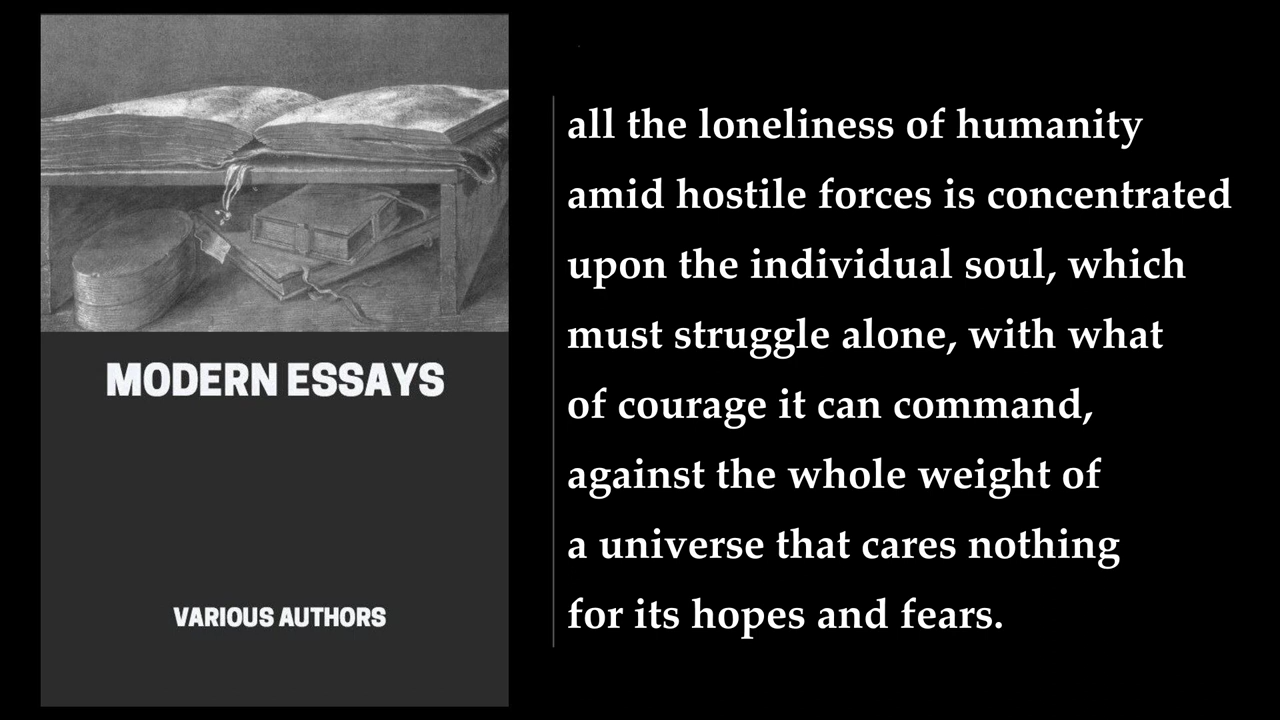 MODERN ESSAYS
VARIOUS AUTHORS
all the loneliness of humanity
amid hostile forces is concentrated
upon the individual soul, which
must struggle alone, with what
of courage it can command,
against the whole weight of
a universe that cares nothing
for its hopes and fears.